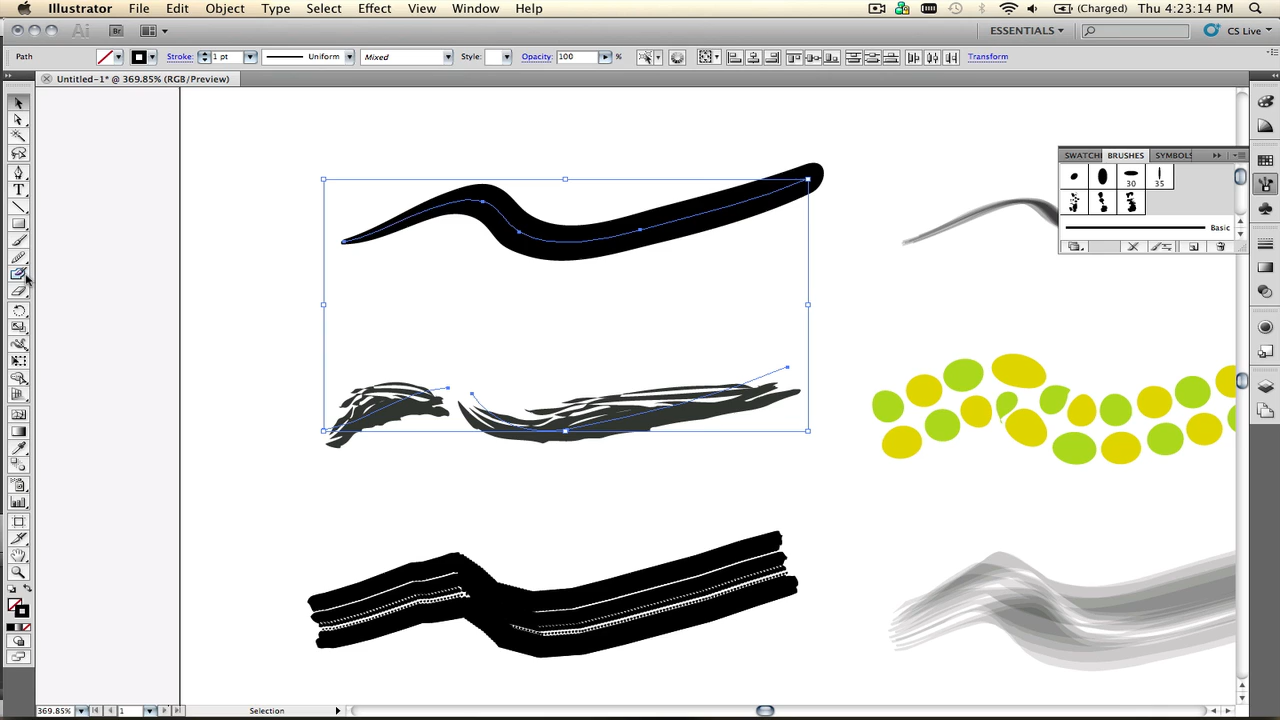 Illustrator File Edit Object Type Select Effect View Window Help (Charged) Thu 4:23:14 PM
Ai Br ESSENTIALS CS Live
Path Stroke: 1 pt Uniform Mixed Style: Opacity: 100 % Transform
Untitled-1* @ 369.85% (RGB/Preview)
SWATCH BRUSHES SYMBOLS
30 35
Basic
T
369.85% 1 Selection